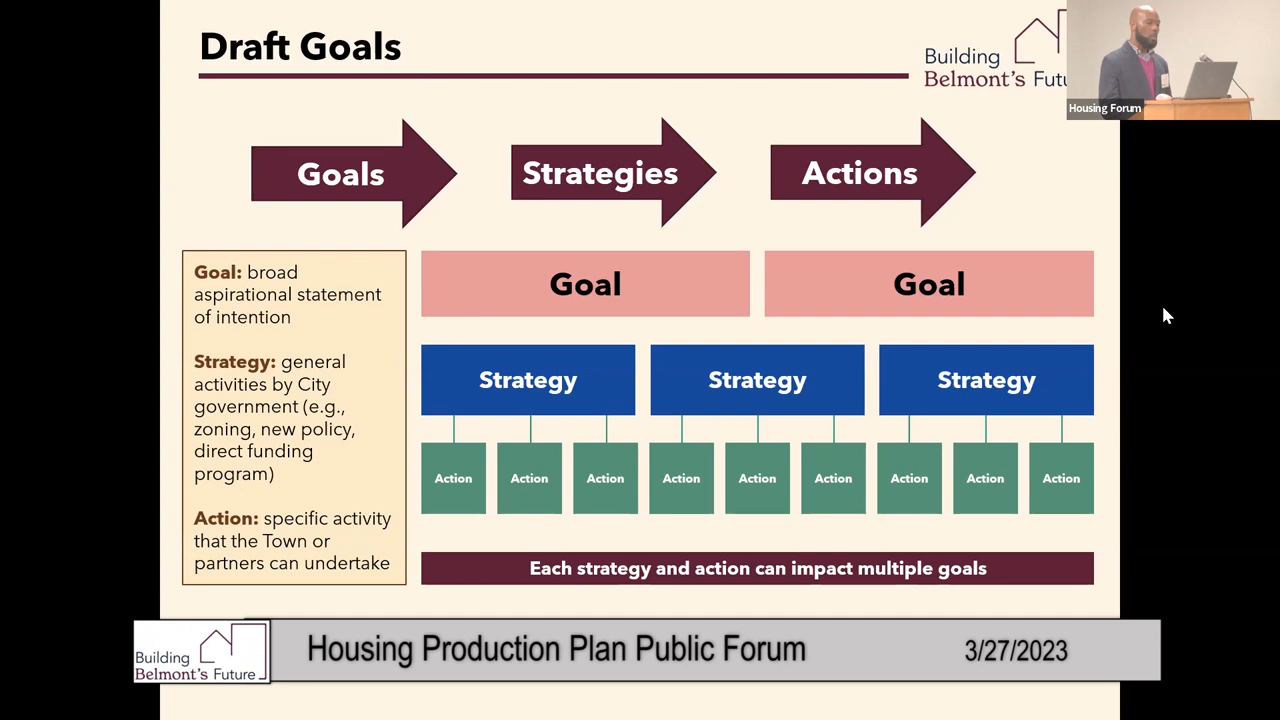 Draft Goals
Building
Belmont's Futu
Housing Forum
Goals
Strategies
Actions
Goal: broad
aspirational statement
of intention
Strategy: general
activities by City
government (e.g.,
zoning, new policy,
direct funding
program)
Action: specific activity
that the Town or
partners can undertake
Goal
Goal
Strategy
Strategy
Strategy
Action
Action
Action
Action
Action
Action
Action
Action
Action
Each strategy and action can impact multiple goals
Building
Belmont's Future
Housing Production Plan Public Forum
3/27/2023